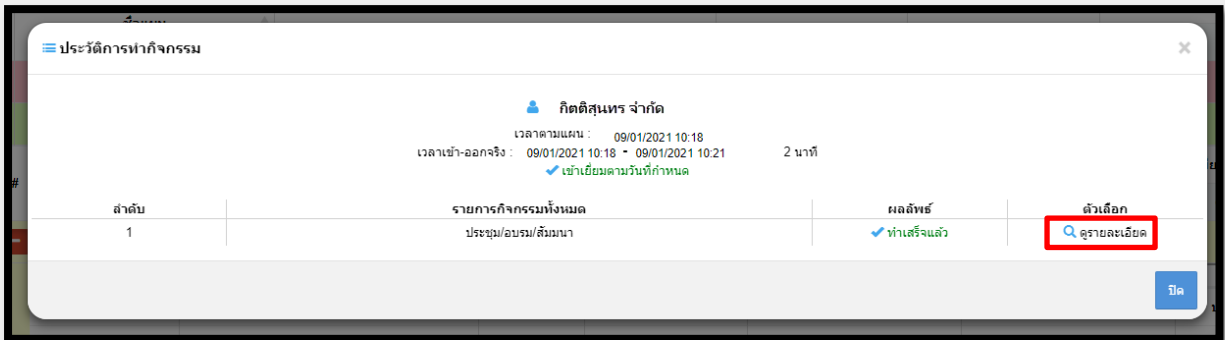 ชื่อแผน
ประวัติการทำกิจกรรม ×
กิตติสุนทร จำกัด
เวลาตามแผน : 09/01/2021 10:18
เวลาเข้า-ออกจริง : 09/01/2021 10:18 - 09/01/2021 10:21 2 นาที
เข้าเยี่ยมตามวันที่กำหนด
#
ลำดับ รายการกิจกรรมทั้งหมด ผลลัพธ์ ตัวเลือก
1 ประชุม/อบรม/สัมมนา ทำเสร็จแล้ว ดูรายละเอียด
ปิด